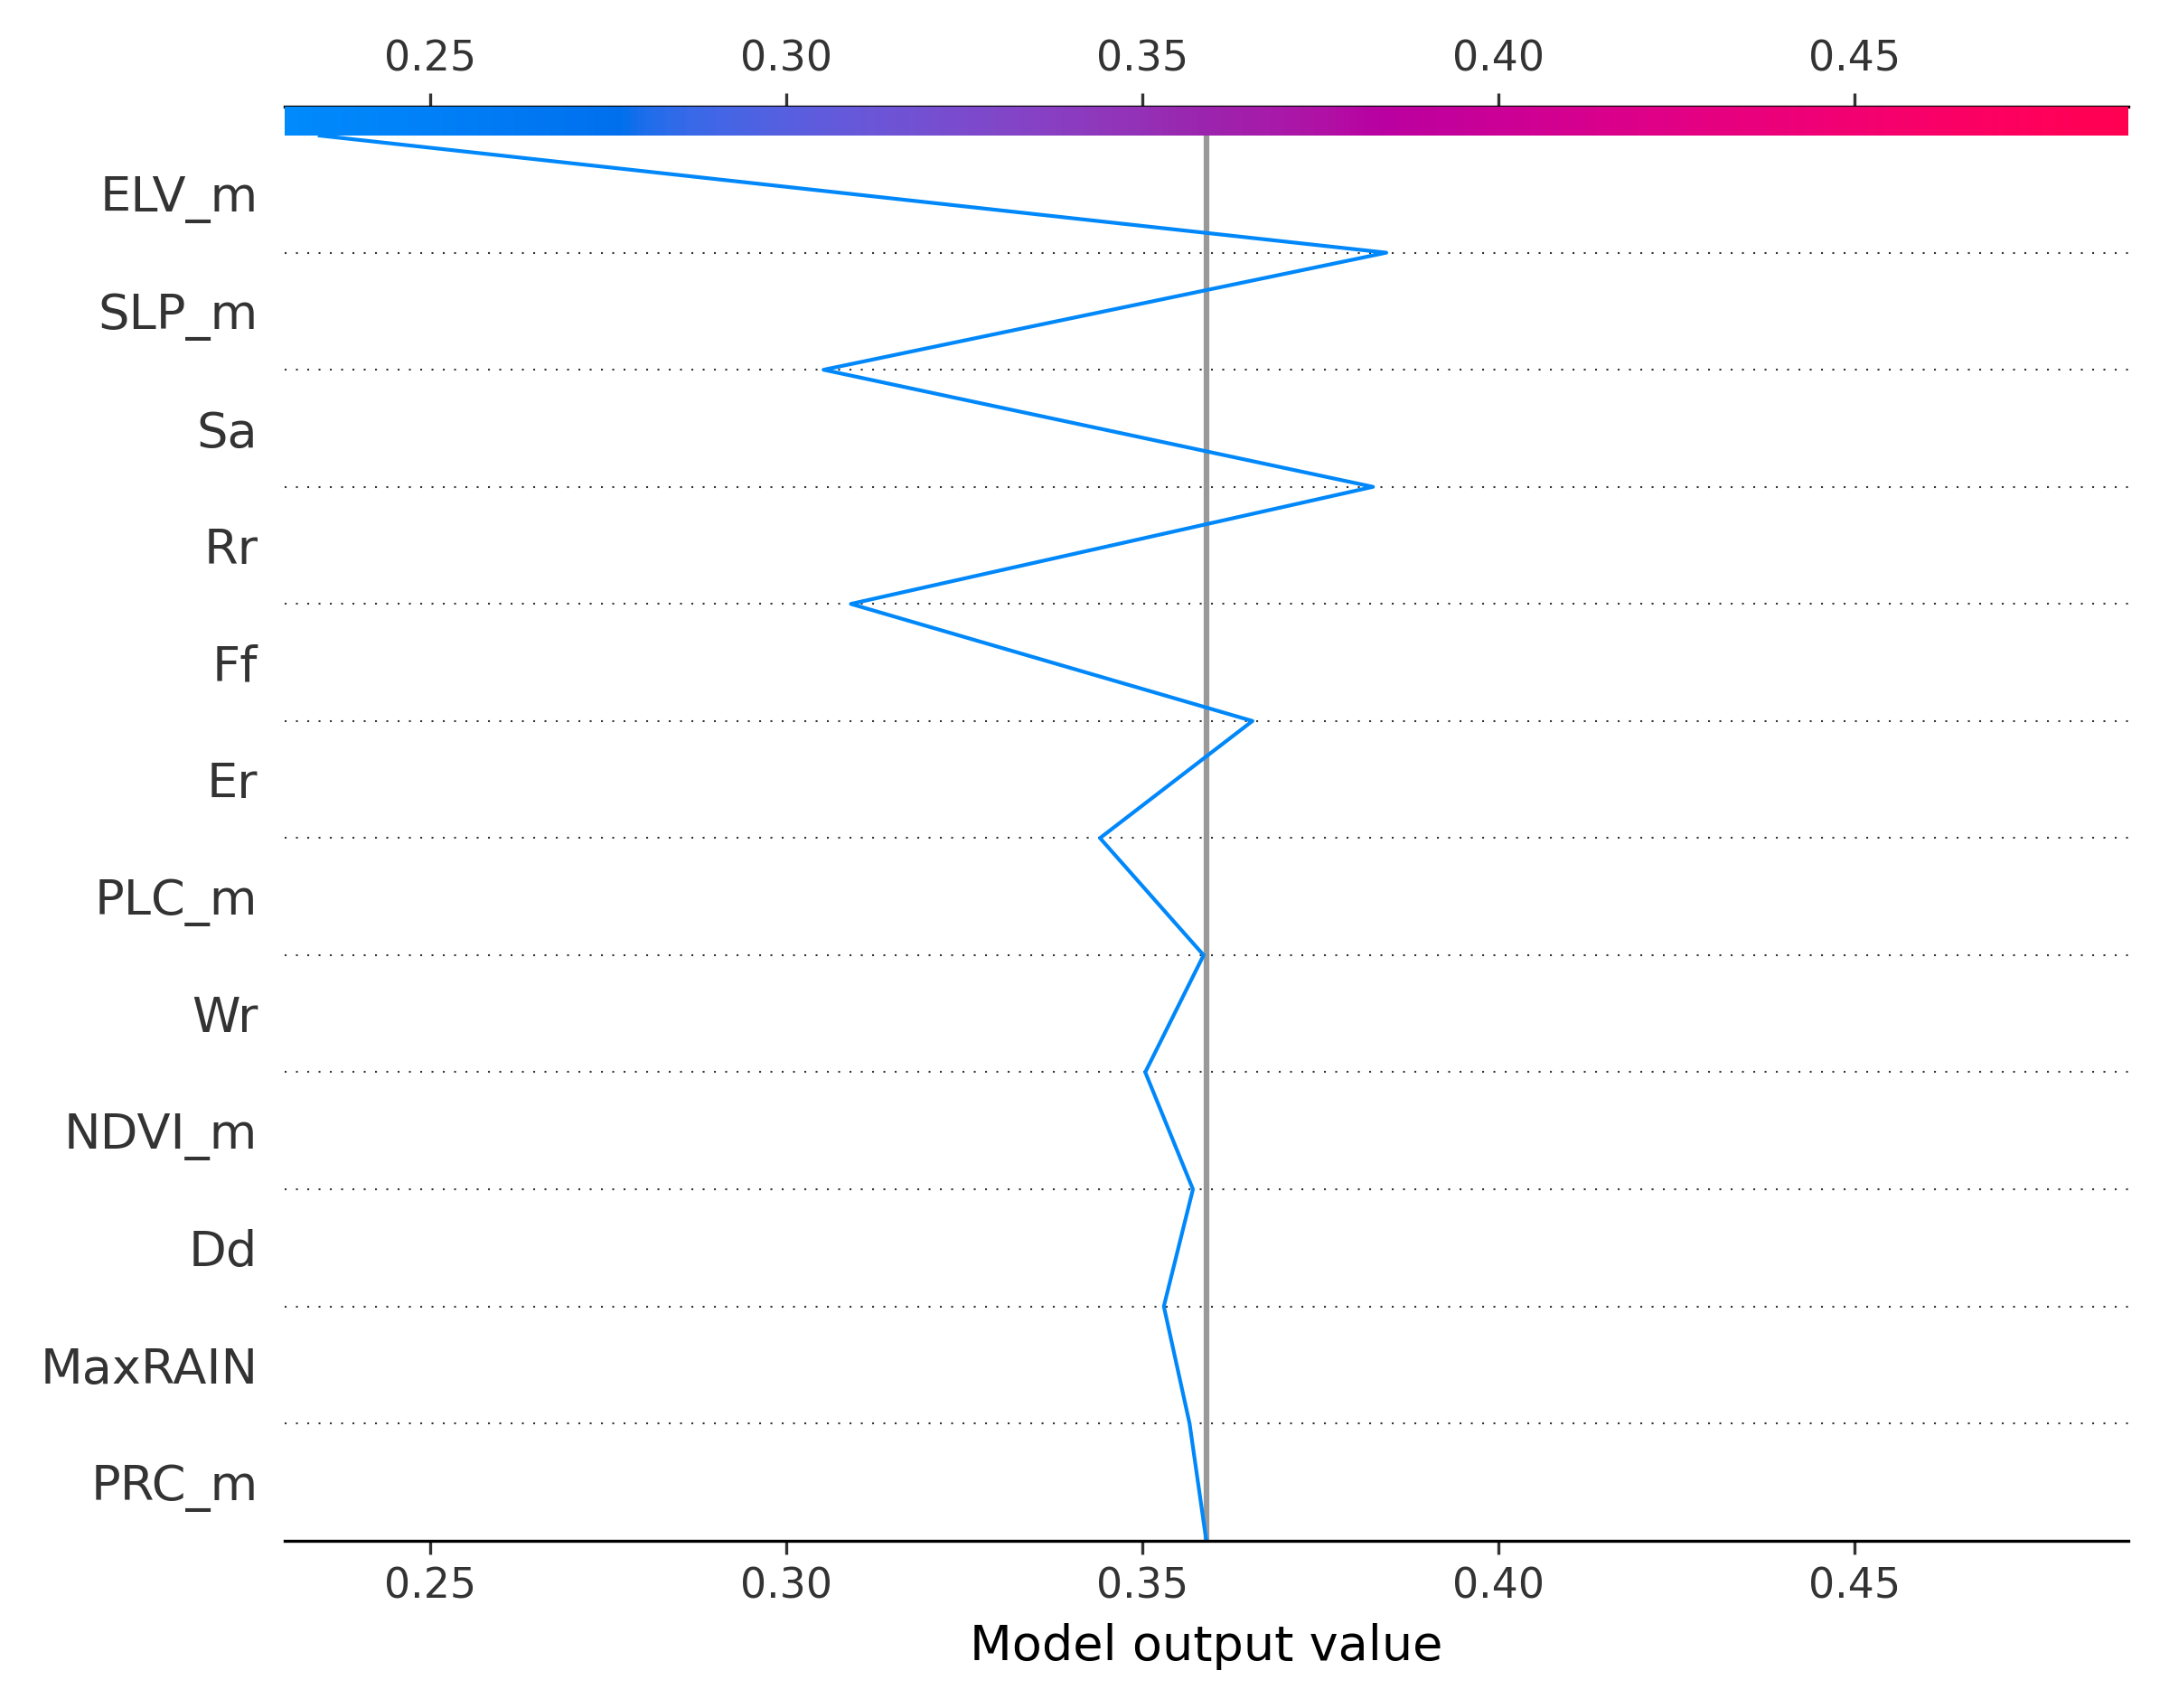 0.25 0.30 0.35 0.40 0.45
ELV_m
SLP_m
Sa
Rr
Ff
Er
PLC_m
Wr
NDVI_m
Dd
MaxRAIN
PRC_m
0.25 0.30 0.35 0.40 0.45
Model output value